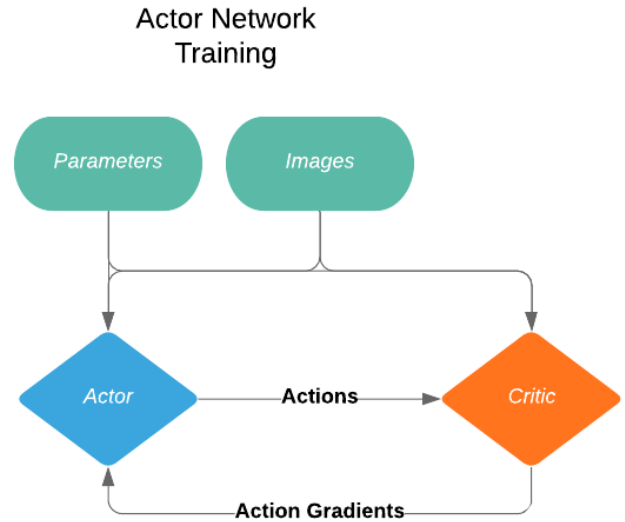 Actor Network
Training
Parameters
Images
Actor
Actions
Critic
Action Gradients